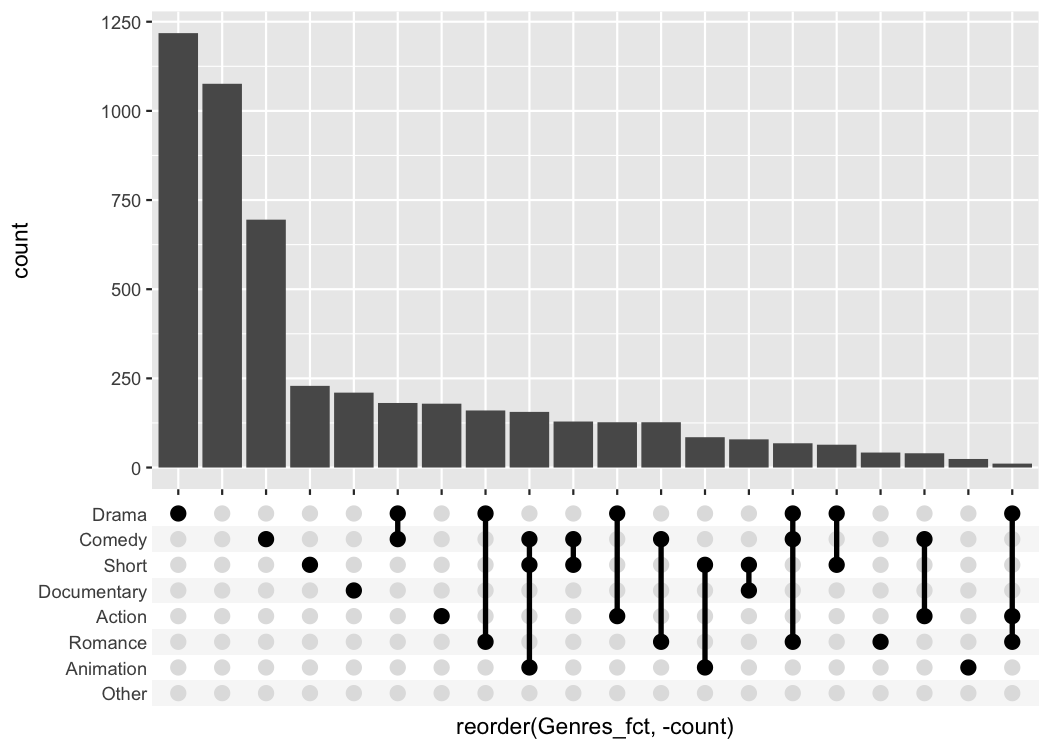 1250
1000
750
500
250
0
count
Drama
Comedy
Short
Documentary
Action
Romance
Animation
Other
reorder(Genres_fct, -count)